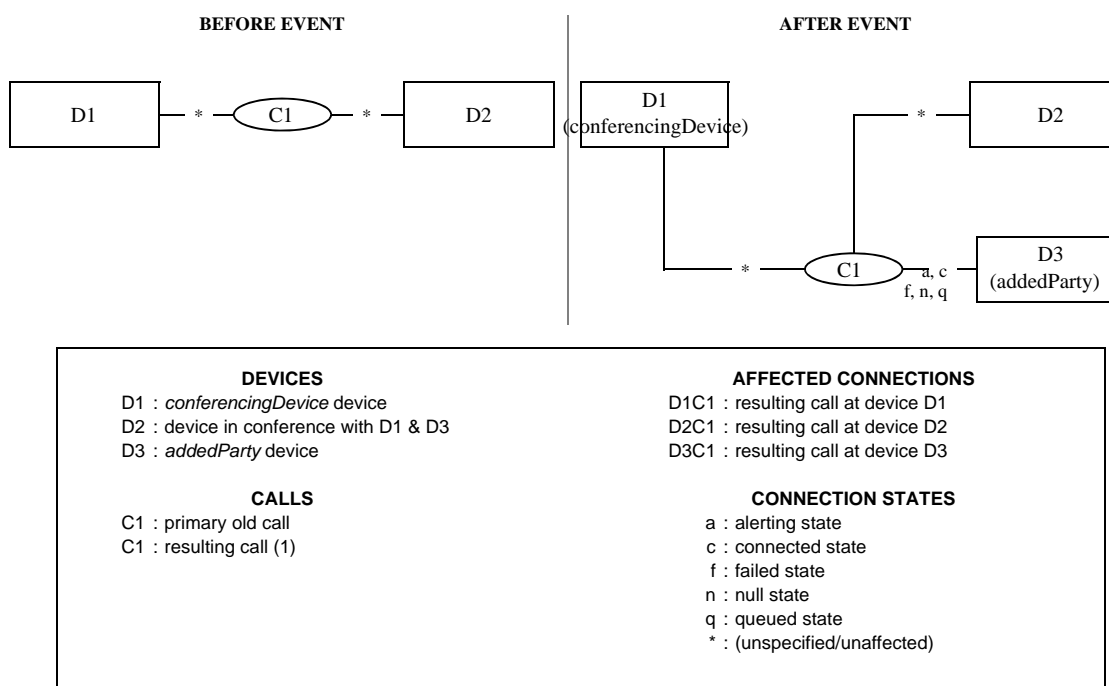 BEFORE EVENT
AFTER EVENT
D1
*
C1
*
D2
D1
(conferencingDevice)
*
D2
*
C1
a, c
f, n, q
D3
(addedParty)
DEVICES
D1 : conferencingDevice device
D2 : device in conference with D1 & D3
D3 : addedParty device
CALLS
C1 : primary old call
C1 : resulting call (1)
AFFECTED CONNECTIONS
D1C1 : resulting call at device D1
D2C1 : resulting call at device D2
D3C1 : resulting call at device D3
CONNECTION STATES
a : alerting state
c : connected state
f : failed state
n : null state
q : queued state
* : (unspecified/unaffected)